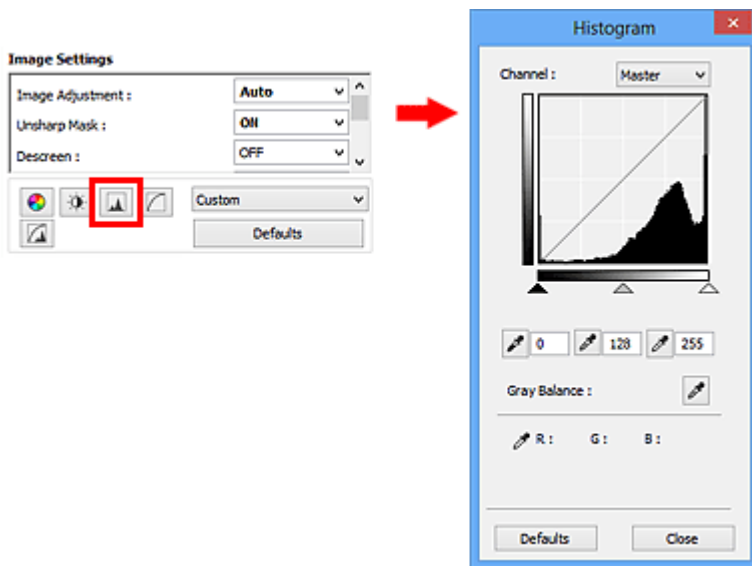 Image Settings
Image Adjustment : Auto
Unsharp Mask : ON
Descreen : OFF
Custom
Defaults
Histogram
Channel : Master
0 128 255
Gray Balance :
R : G : B :
Defaults Close